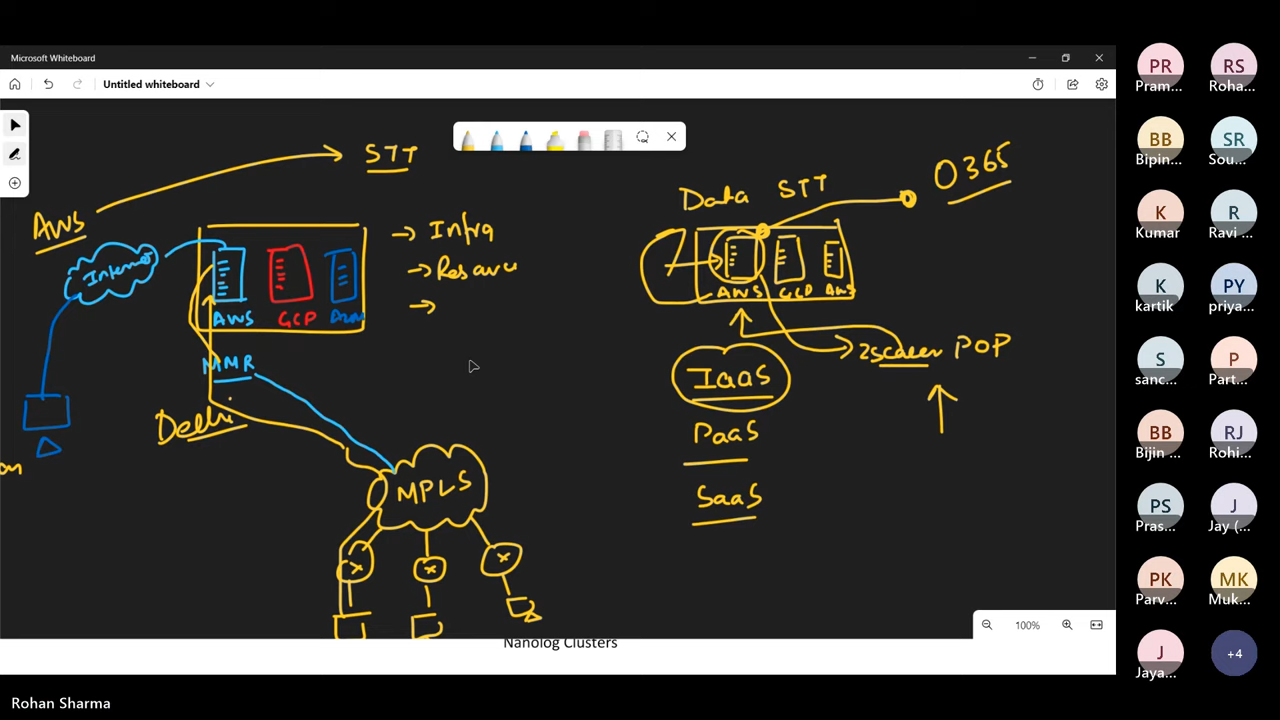 Microsoft Whiteboard
Untitled whiteboard
STT
AWS
Internet
→ Infra
→
AWS
GCP
MMR
Delhi
on
MPLS
Data STT
O365
AWS
GCP
AWS
Zscaler POP
IaaS
PaaS
SaaS
100%
Nanolog Clusters
Rohan Sharma
PR
Pram...
RS
Roha...
BB
Bipin...
SR
Sou...
K
Kumar
R
Ravi ...
K
kartik
PY
priya...
S
sanc...
P
Part...
BB
Bijin ...
RJ
Rohi...
PS
Pras...
J
Jay (...
PK
Parv...
MK
Muk...
J
Jaya...
+4